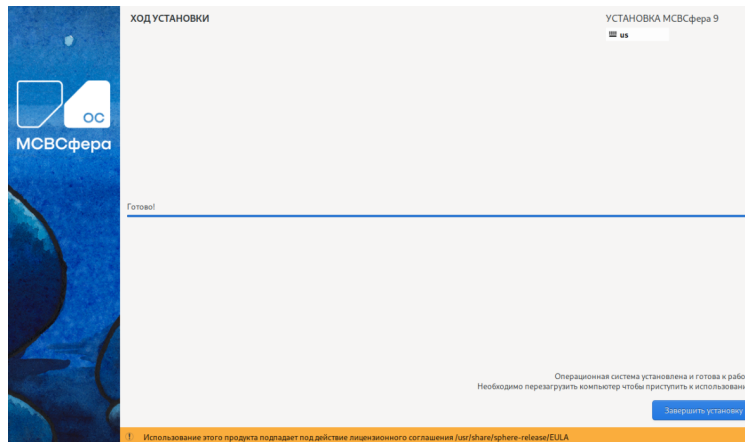 ХОД УСТАНОВКИ
УСТАНОВКА МСВСфера 9
us
ОС
МСВСфера
Готово!
Операционная система установлена и готова к рабо
Необходимо перезагрузить компьютер чтобы приступить к использовани
Завершить установку
! Использование этого продукта подпадает под действие лицензионного соглашения /usr/share/sphere-release/EULA